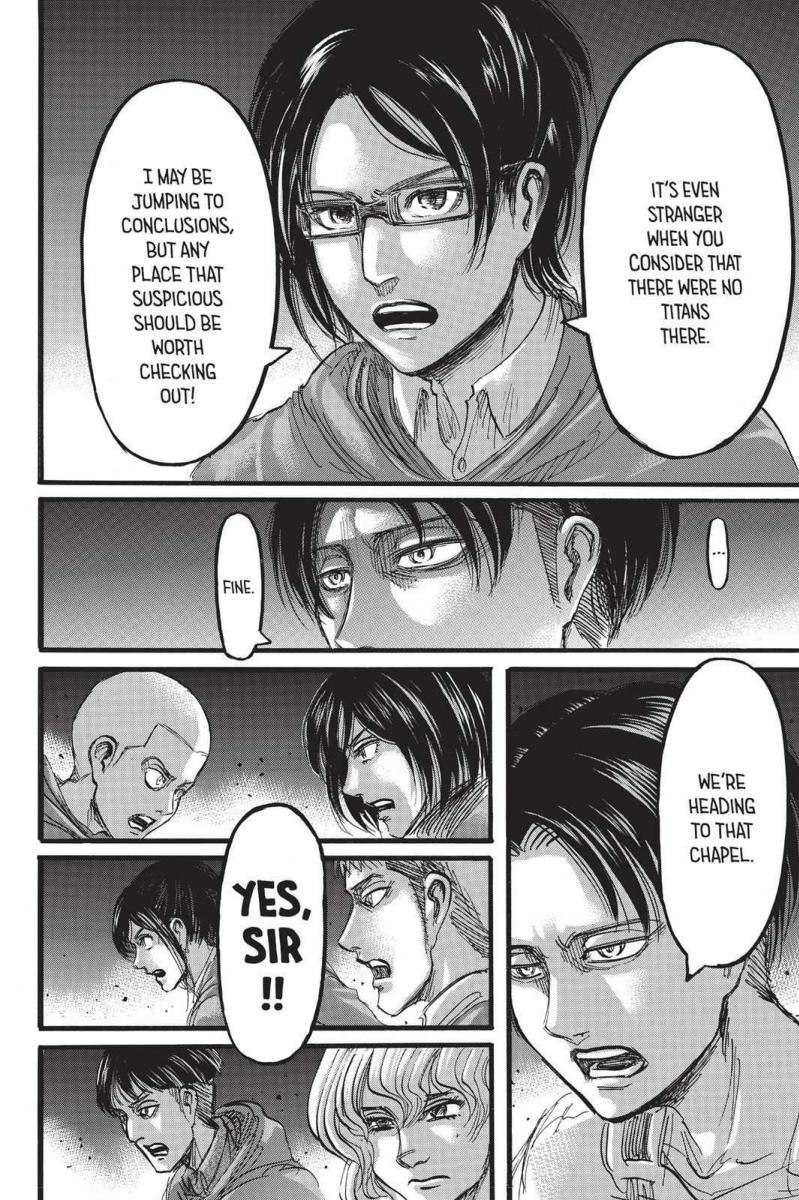 IT'S EVEN
STRANGER
WHEN YOU
CONSIDER THAT
THERE WERE NO
TITANS
THERE.
I MAY BE
JUMPING TO
CONCLUSIONS,
BUT ANY
PLACE THAT
SUSPICIOUS
SHOULD BE
WORTH
CHECKING
OUT!
...
FINE.
WE'RE
HEADING
TO THAT
CHAPEL.
YES,
SIR
!!